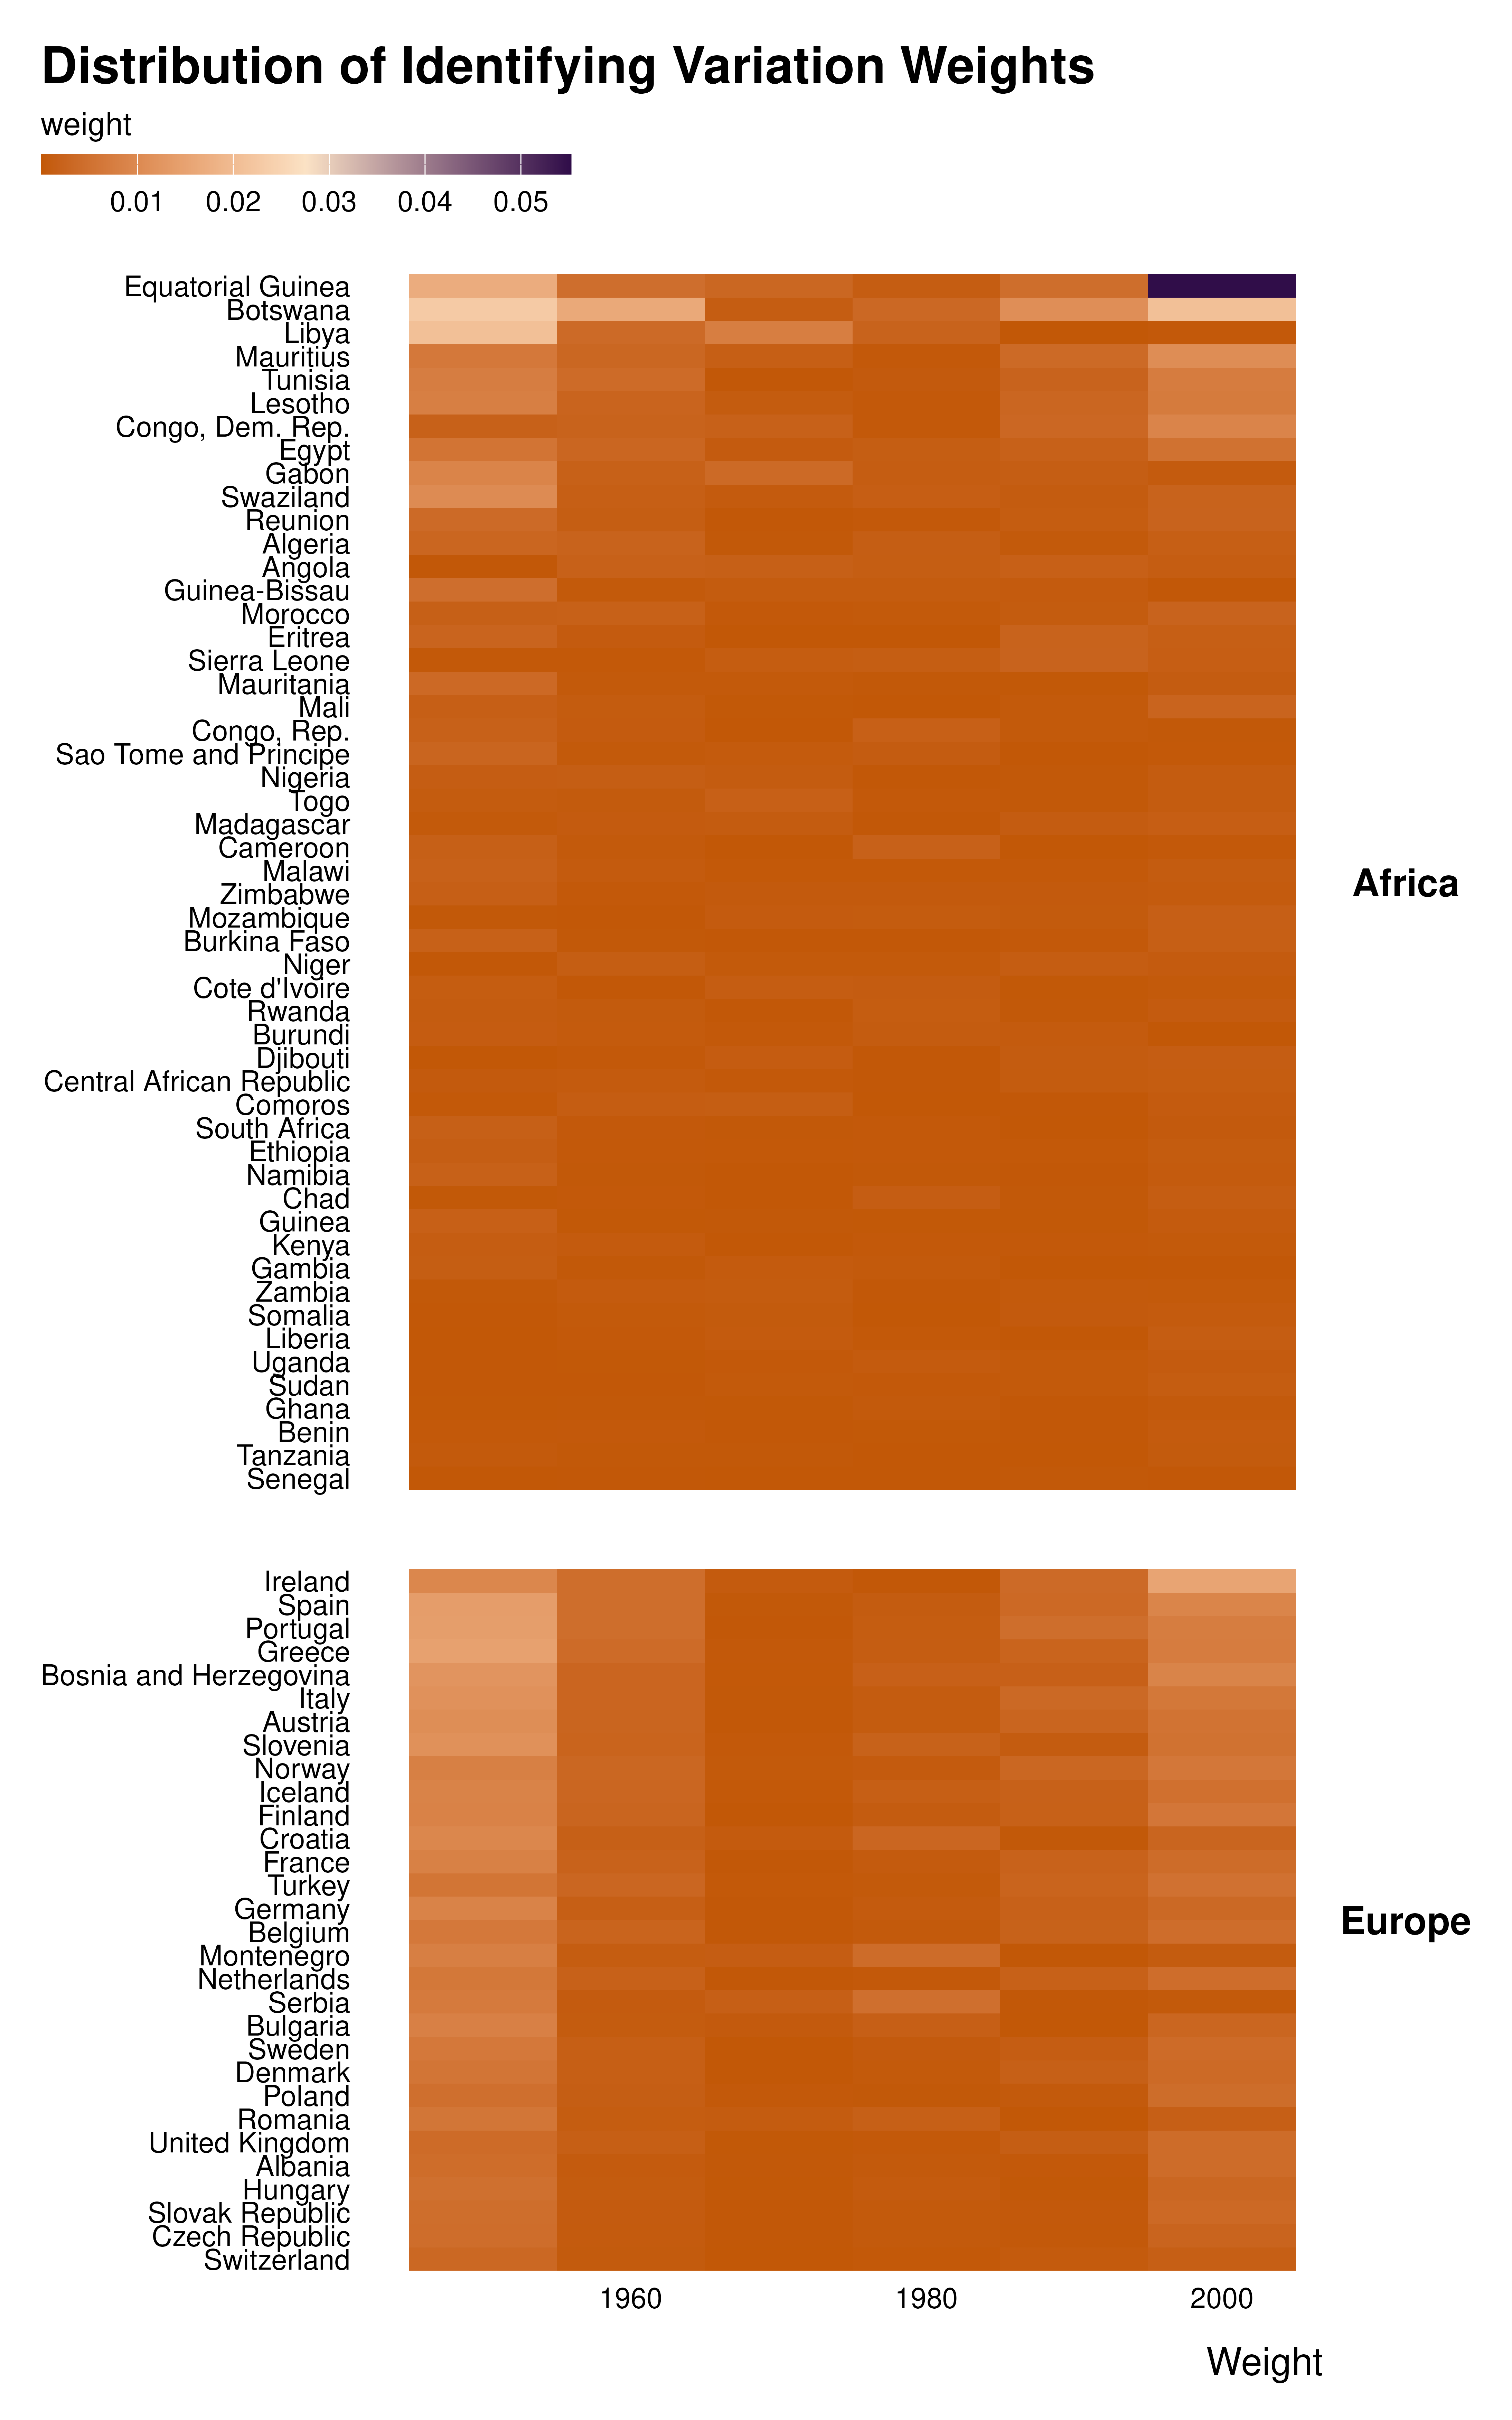 Distribution of Identifying Variation Weights
weight
0.01 0.02 0.03 0.04 0.05
Equatorial Guinea
Botswana
Libya
Mauritius
Tunisia
Lesotho
Congo, Dem. Rep.
Egypt
Gabon
Swaziland
Reunion
Algeria
Angola
Guinea-Bissau
Morocco
Eritrea
Sierra Leone
Mauritania
Mali
Congo, Rep.
Sao Tome and Principe
Nigeria
Togo
Madagascar
Cameroon
Malawi
Zimbabwe
Mozambique
Burkina Faso
Niger
Cote d'Ivoire
Rwanda
Burundi
Djibouti
Central African Republic
Comoros
South Africa
Ethiopia
Namibia
Chad
Guinea
Kenya
Gambia
Zambia
Somalia
Liberia
Uganda
Sudan
Ghana
Benin
Tanzania
Senegal
Africa
Ireland
Spain
Portugal
Greece
Bosnia and Herzegovina
Italy
Austria
Slovenia
Norway
Iceland
Finland
Croatia
France
Turkey
Germany
Belgium
Montenegro
Netherlands
Serbia
Bulgaria
Sweden
Denmark
Poland
Romania
United Kingdom
Albania
Hungary
Slovak Republic
Czech Republic
Switzerland
Europe
1960 1980 2000
Weight